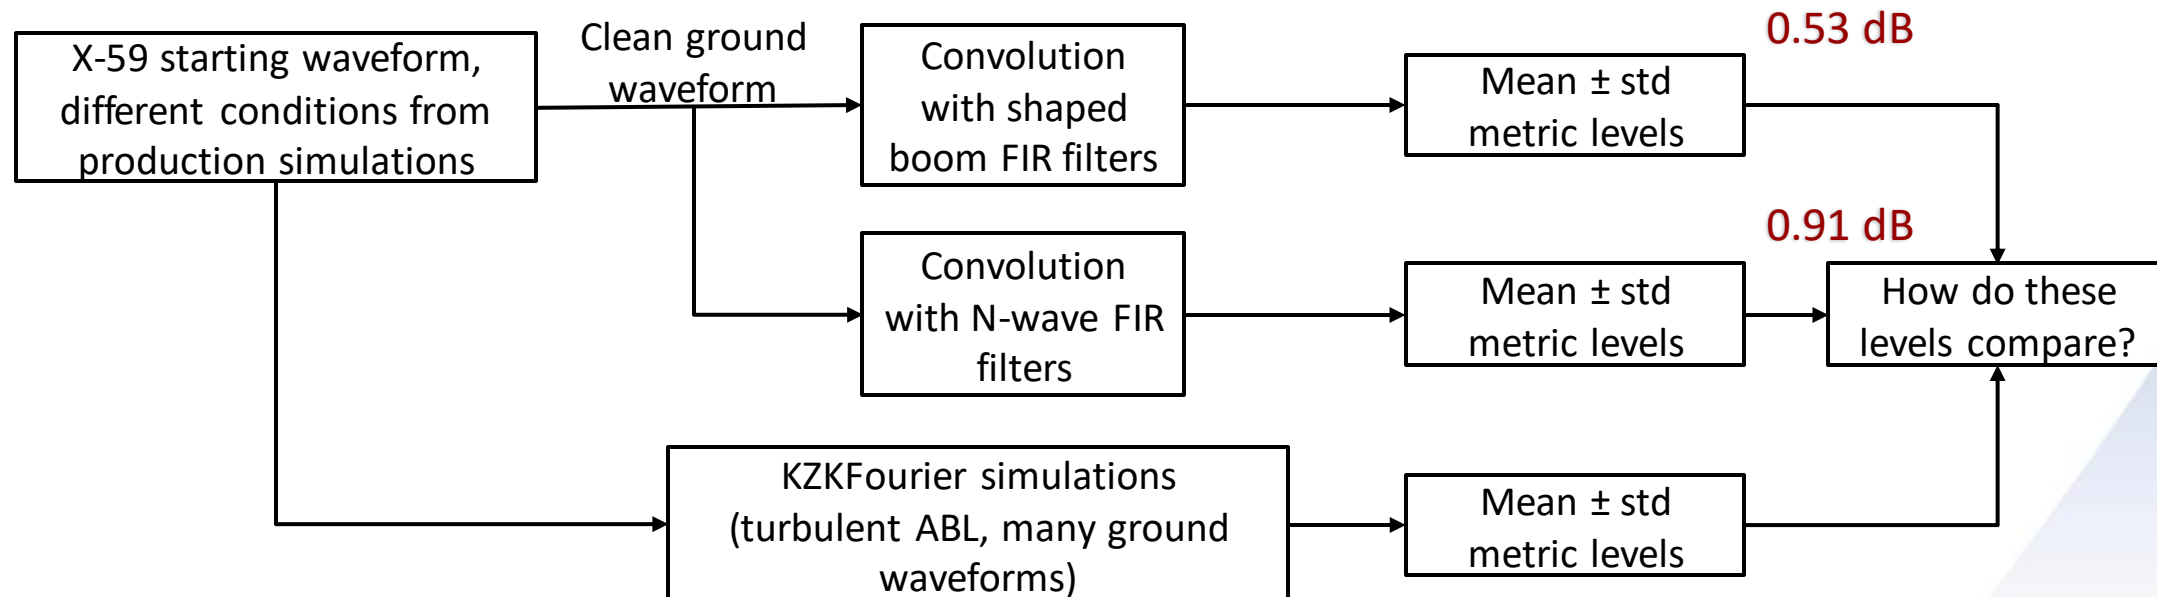 X-59 starting waveform,
different conditions from
production simulations
Clean ground
waveform
Convolution
with shaped
boom FIR filters
Mean ± std
metric levels
0.53 dB
Convolution
with N-wave FIR
filters
Mean ± std
metric levels
0.91 dB
How do these
levels compare?
KZKFourier simulations
(turbulent ABL, many ground
waveforms)
Mean ± std
metric levels